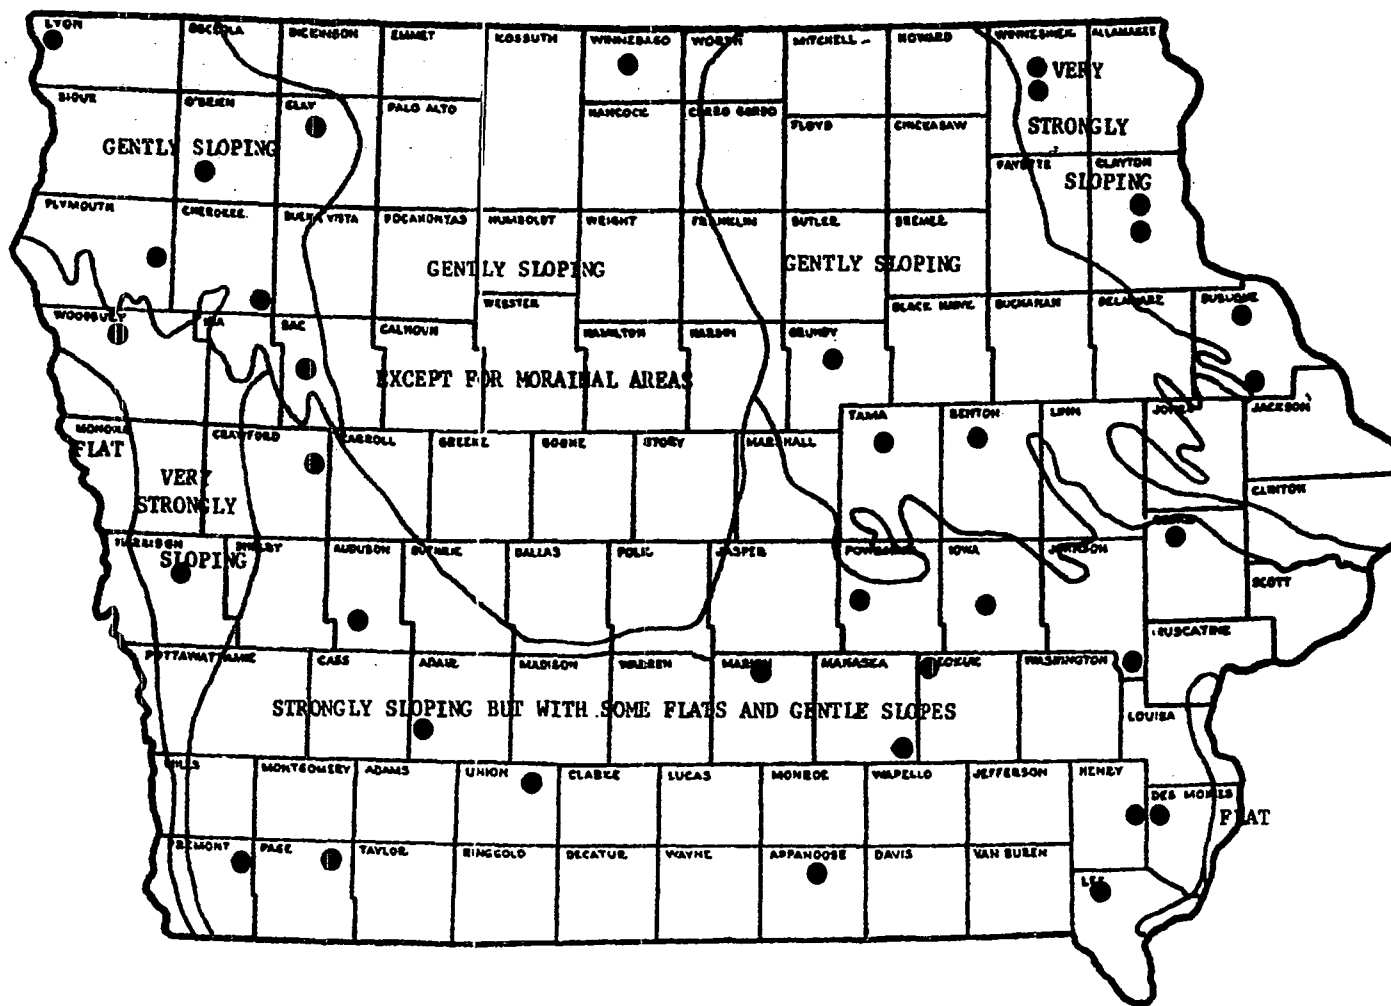 LYON OSCEOLA DICKINSON EMMET KOSSUTH WINNEBAGO WORTH MITCHELL HOWARD WINNESHIEK ALLAMAKEE
VERY
SIOUX O'BRIEN CLAY PALO ALTO HANCOCK CERRO GORDO FLOYD CHICKASAW
STRONGLY
GENTLY SLOPING
FAYETTE CLAYTON
SLOPING
PLYMOUTH CHEROKEE BUENA VISTA POCAHONTAS HUMBOLDT WRIGHT FRANKLIN BUTLER BREMER
GENTLY SLOPING GENTLY SLOPING
WEBSTER BLACK HAWK BUCHANAN DELAWARE DUBUQUE
WOODBURY IDA SAC CALHOUN HAMILTON HARDIN GRUNDY
EXCEPT FOR MORAINAL AREAS
TAMA BENTON LINN JONES JACKSON
MONONA CRAWFORD CARROLL GREENE BOONE STORY MARSHALL
FLAT
VERY
STRONGLY
CLINTON
HARRISON SHELBY AUDUBON GUTHRIE DALLAS POLK JASPER POWESHIEK IOWA JOHNSON
SLOPING
SCOTT
MUSCATINE
POTTAWATTAMIE CASS ADAIR MADISON WARREN MARION MAHASKA KEOKUK WASHINGTON
STRONGLY SLOPING BUT WITH SOME FLATS AND GENTLE SLOPES
LOUISA
MILLS MONTGOMERY ADAMS UNION CLARKE LUCAS MONROE WAPELLO JEFFERSON HENRY
DES MOINES
FLAT
FREMONT PAGE TAYLOR RINGGOLD DECATUR WAYNE APPANOOSE DAVIS VAN BUREN
LEE